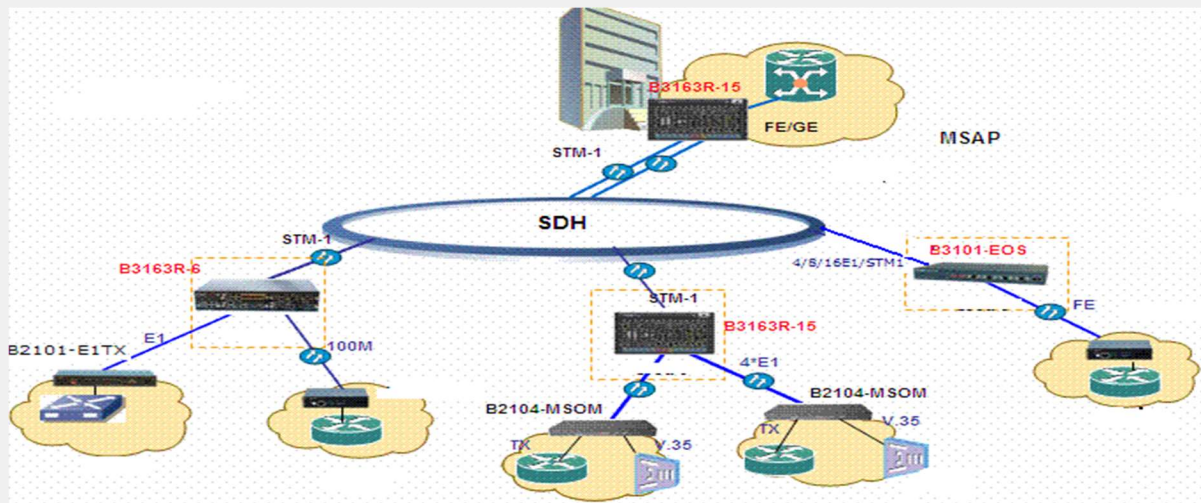 B3163R-15
FE/GE
MSAP
STM-1
SDH
STM-1
B3163R-6
B3101-EOS
4/8/16E1/STM1
STM-1
FE
B3163R-15
E1
B2101-E1TX
100M
4*E1
B2104-MSOM
B2104-MSOM
TX
V.35
TX
V.35